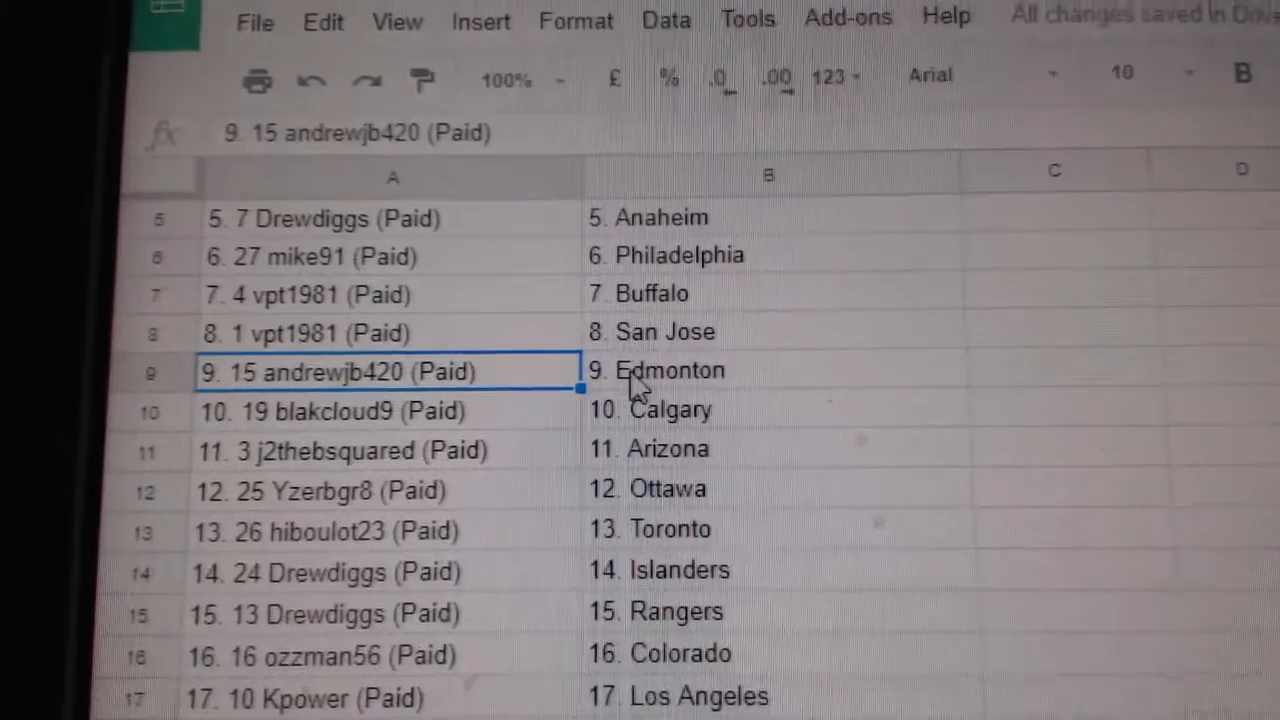 File Edit View Insert Format Data Tools Add-ons Help All changes saved in Drive
100% £ % .0 .00 123 Arial 10 B
fx 9. 15 andrewjb420 (Paid)
A B C D
5 5. 7 Drewdiggs (Paid) 5. Anaheim
6 6. 27 mike91 (Paid) 6. Philadelphia
7 7. 4 vpt1981 (Paid) 7. Buffalo
8 8. 1 vpt1981 (Paid) 8. San Jose
9 9. 15 andrewjb420 (Paid) 9. Edmonton
10 10. 19 blakcloud9 (Paid) 10. Calgary
11 11. 3 j2thebsquared (Paid) 11. Arizona
12 12. 25 Yzerbgr8 (Paid) 12. Ottawa
13 13. 26 hiboulot23 (Paid) 13. Toronto
14 14. 24 Drewdiggs (Paid) 14. Islanders
15 15. 13 Drewdiggs (Paid) 15. Rangers
16 16. 16 ozzman56 (Paid) 16. Colorado
17 17. 10 Kpower (Paid) 17. Los Angeles